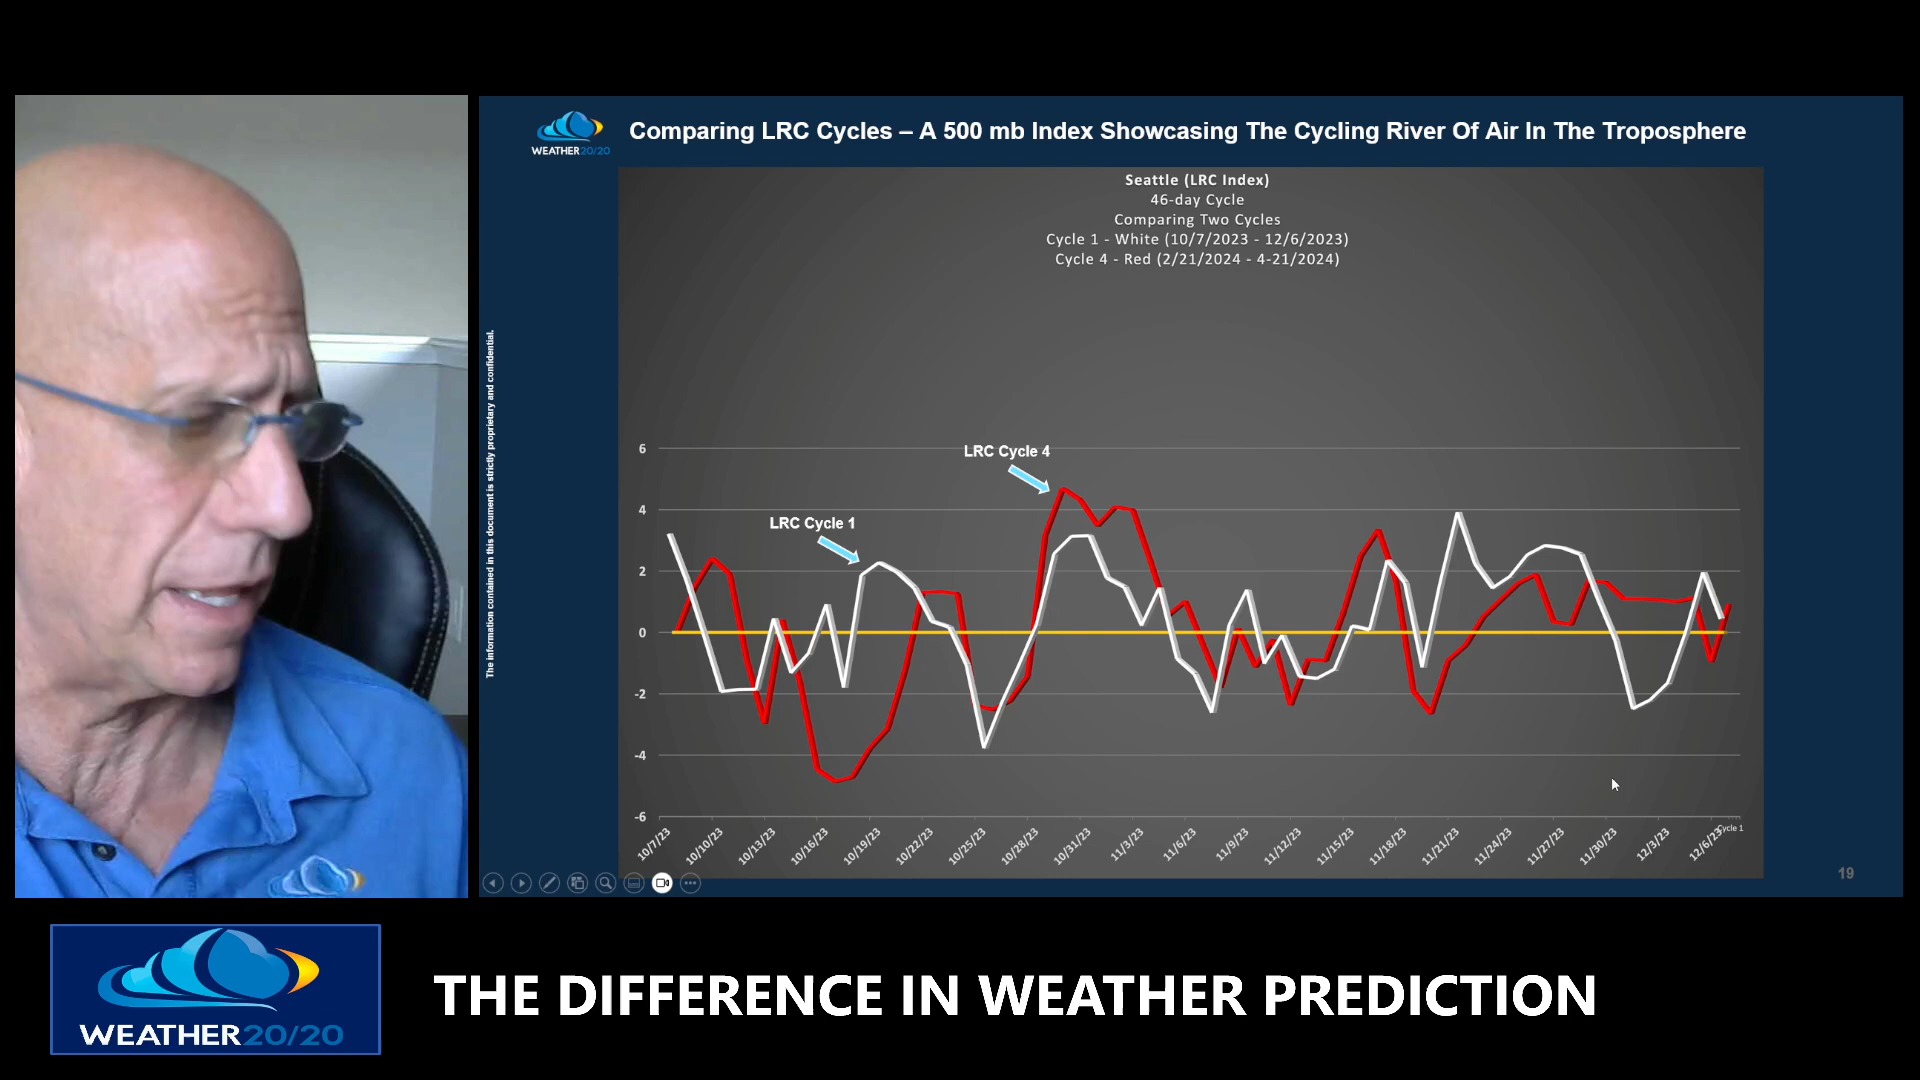 WEATHER20/20
Comparing LRC Cycles – A 500 mb Index Showcasing The Cycling River Of Air In The Troposphere
The information contained in this document is strictly proprietary and confidential.
Seattle (LRC Index)
46-day Cycle
Comparing Two Cycles
Cycle 1 - White (10/7/2023 - 12/6/2023)
Cycle 4 - Red (2/21/2024 - 4-21/2024)
LRC Cycle 4
LRC Cycle 1
6
4
2
0
-2
-4
-6
10/7/23
10/10/23
10/13/23
10/16/23
10/19/23
10/22/23
10/25/23
10/28/23
10/31/23
11/3/23
11/6/23
11/9/23
11/12/23
11/15/23
11/18/23
11/21/23
11/24/23
11/27/23
11/30/23
12/3/23
12/6/23
Cycle 1
19
WEATHER20/20
THE DIFFERENCE IN WEATHER PREDICTION